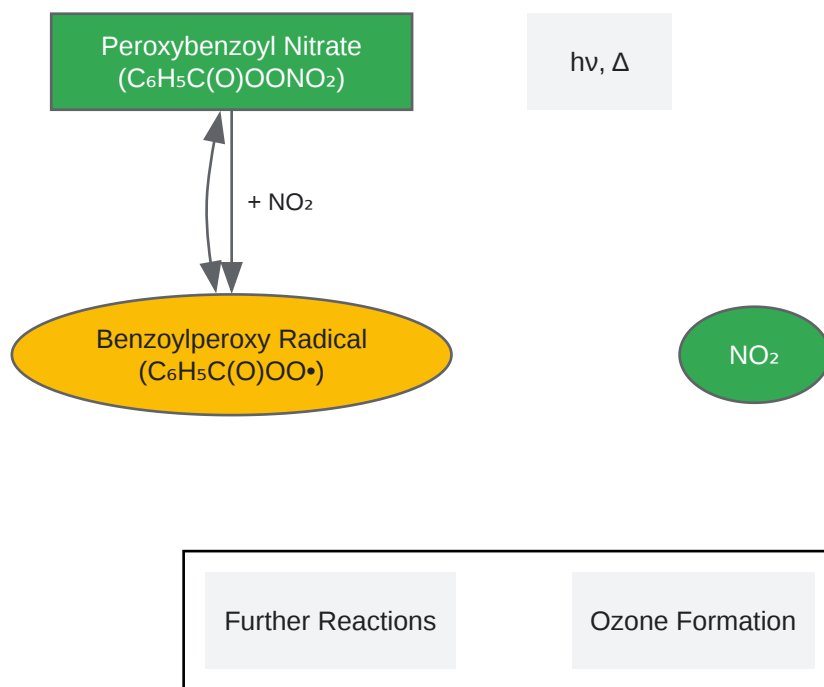 Peroxybenzoyl Nitrate
(C₆H₅C(O)OONO₂)
hν, Δ
+ NO₂
Benzoylperoxy Radical
(C₆H₅C(O)OO•)
NO₂
Further Reactions
Ozone Formation